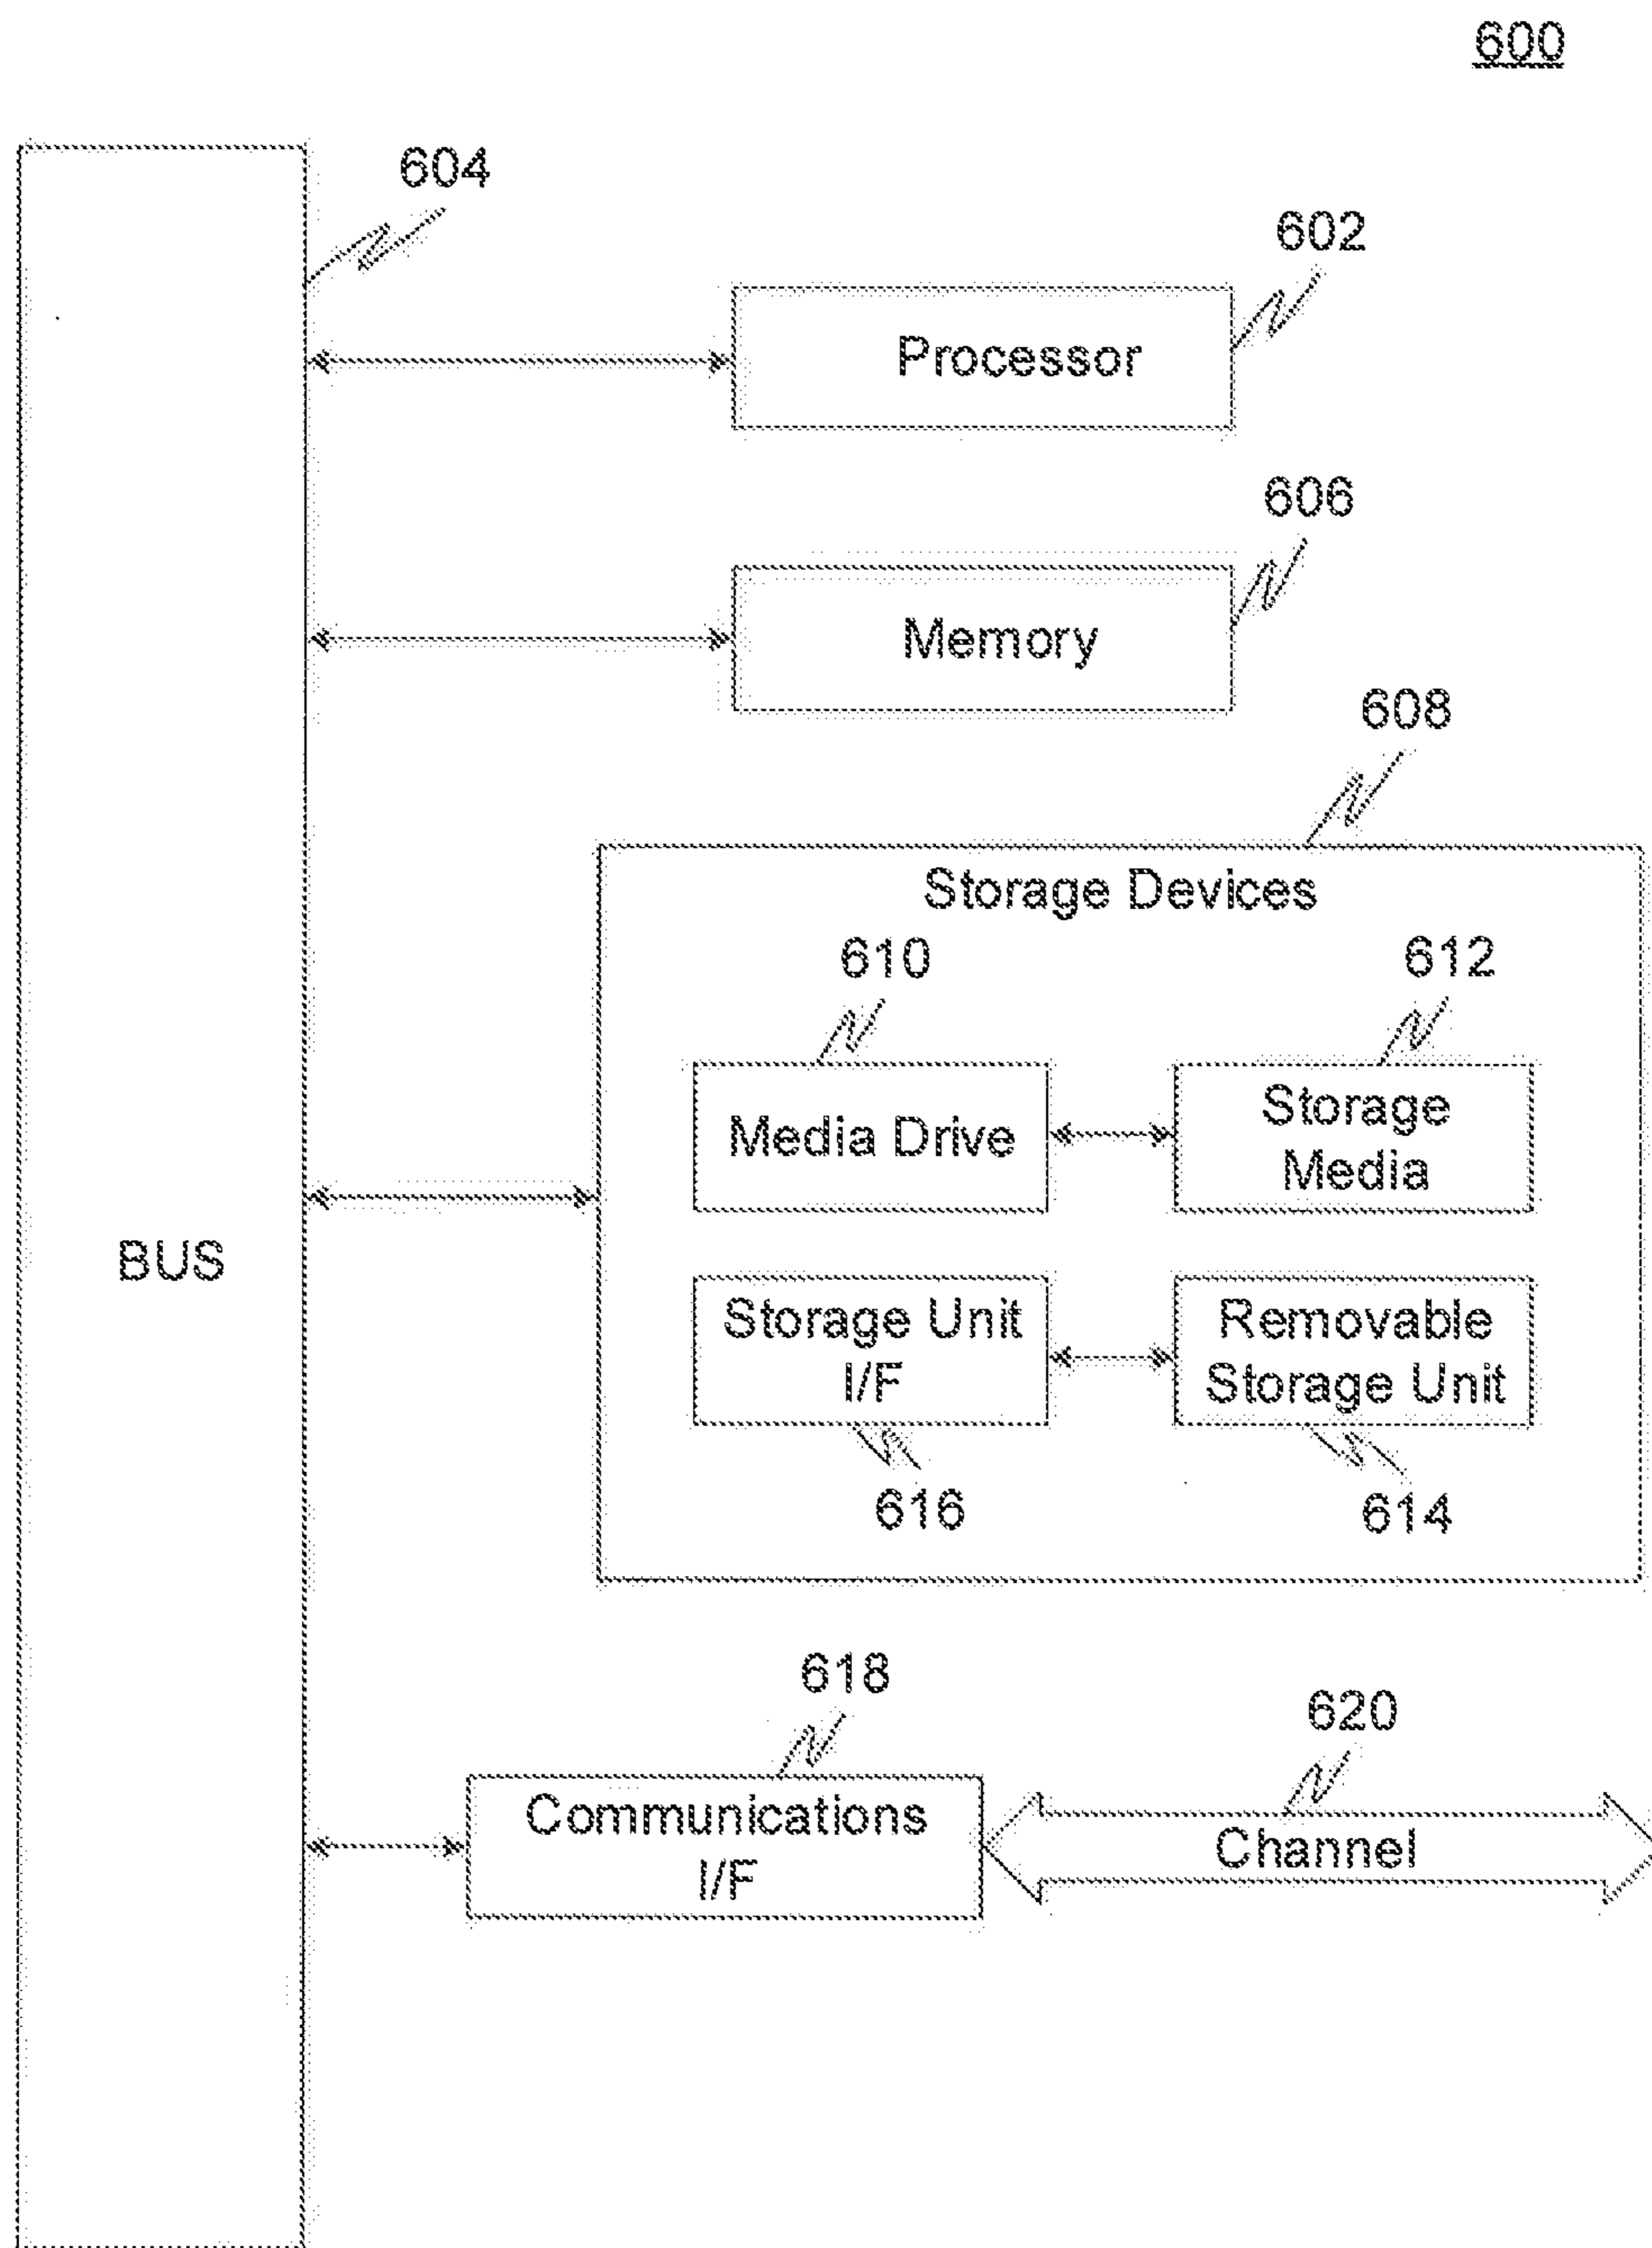 600
604
602
Processor
606
Memory
608
Storage Devices
610
612
Media Drive
Storage
Media
BUS
Storage Unit
I/F
Removable
Storage Unit
616
614
618
620
Communications
I/F
Channel